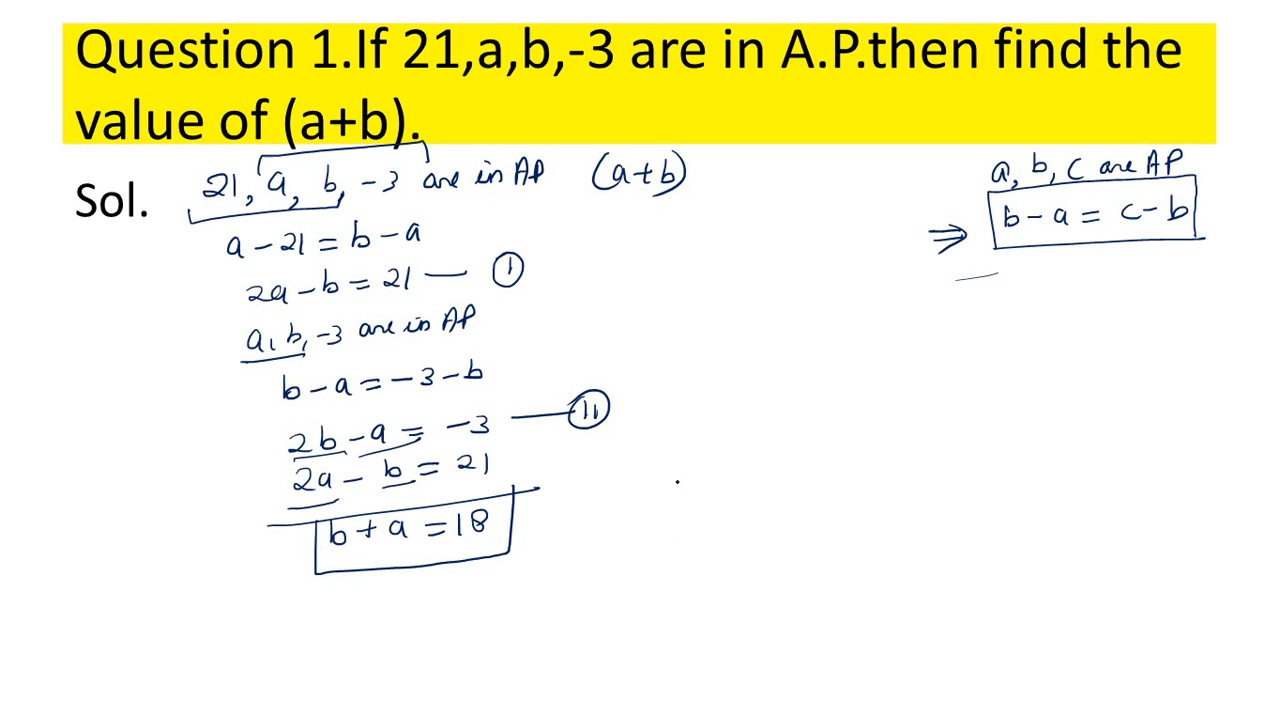 Question 1.If 21,a,b,-3 are in A.P.then find the
value of (a+b).
Sol.
21, a, b, -3 are in AP (a+b)
a - 21 = b - a
2a - b = 21 — ①
a, b, -3 are in AP
b - a = -3 - b
2b - a = -3 — (11)
2a - b = 21
b + a = 18
a, b, c are AP
⇒ b - a = c - b